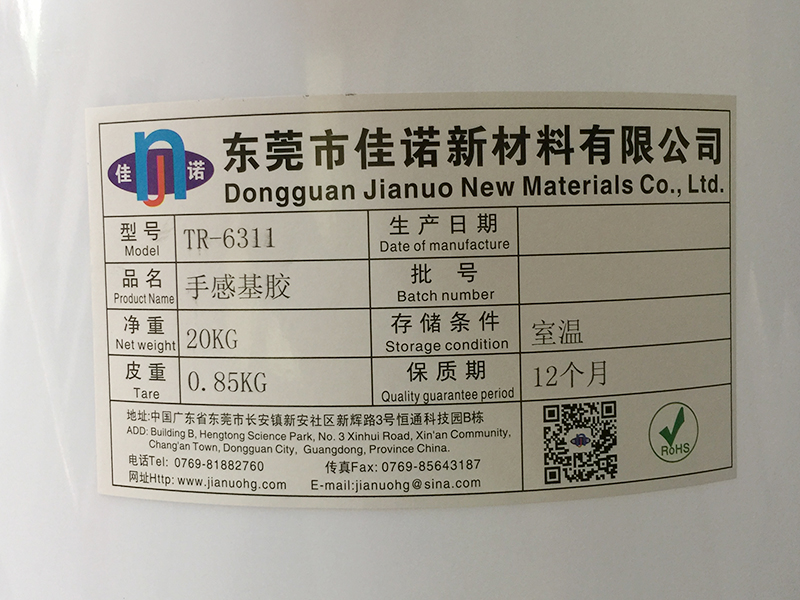 佳 nj 诺
东莞市佳诺新材料有限公司
Dongguan Jianuo New Materials Co., Ltd.
型号 TR-6311 生产日期
Model Date of manufacture
品名 手感基胶 批 号
Product Name Batch number
净重 20KG 存储条件 室温
Net weight Storage condition
皮重 0.85KG 保质期 12个月
Tare Quality guarantee period
地址:中国广东省东莞市长安镇新安社区新辉路3号恒通科技园B栋
ADD: Building B, Hengtong Science Park, No. 3 Xinhui Road, Xin'an Community,
Chang'an Town, Dongguan City, Guangdong, Province China.
电话Tel: 0769-81882760 传真Fax: 0769-85643187
网址Http: www.jianuohg.com E-mail:jianuohg@sina.com
RoHS